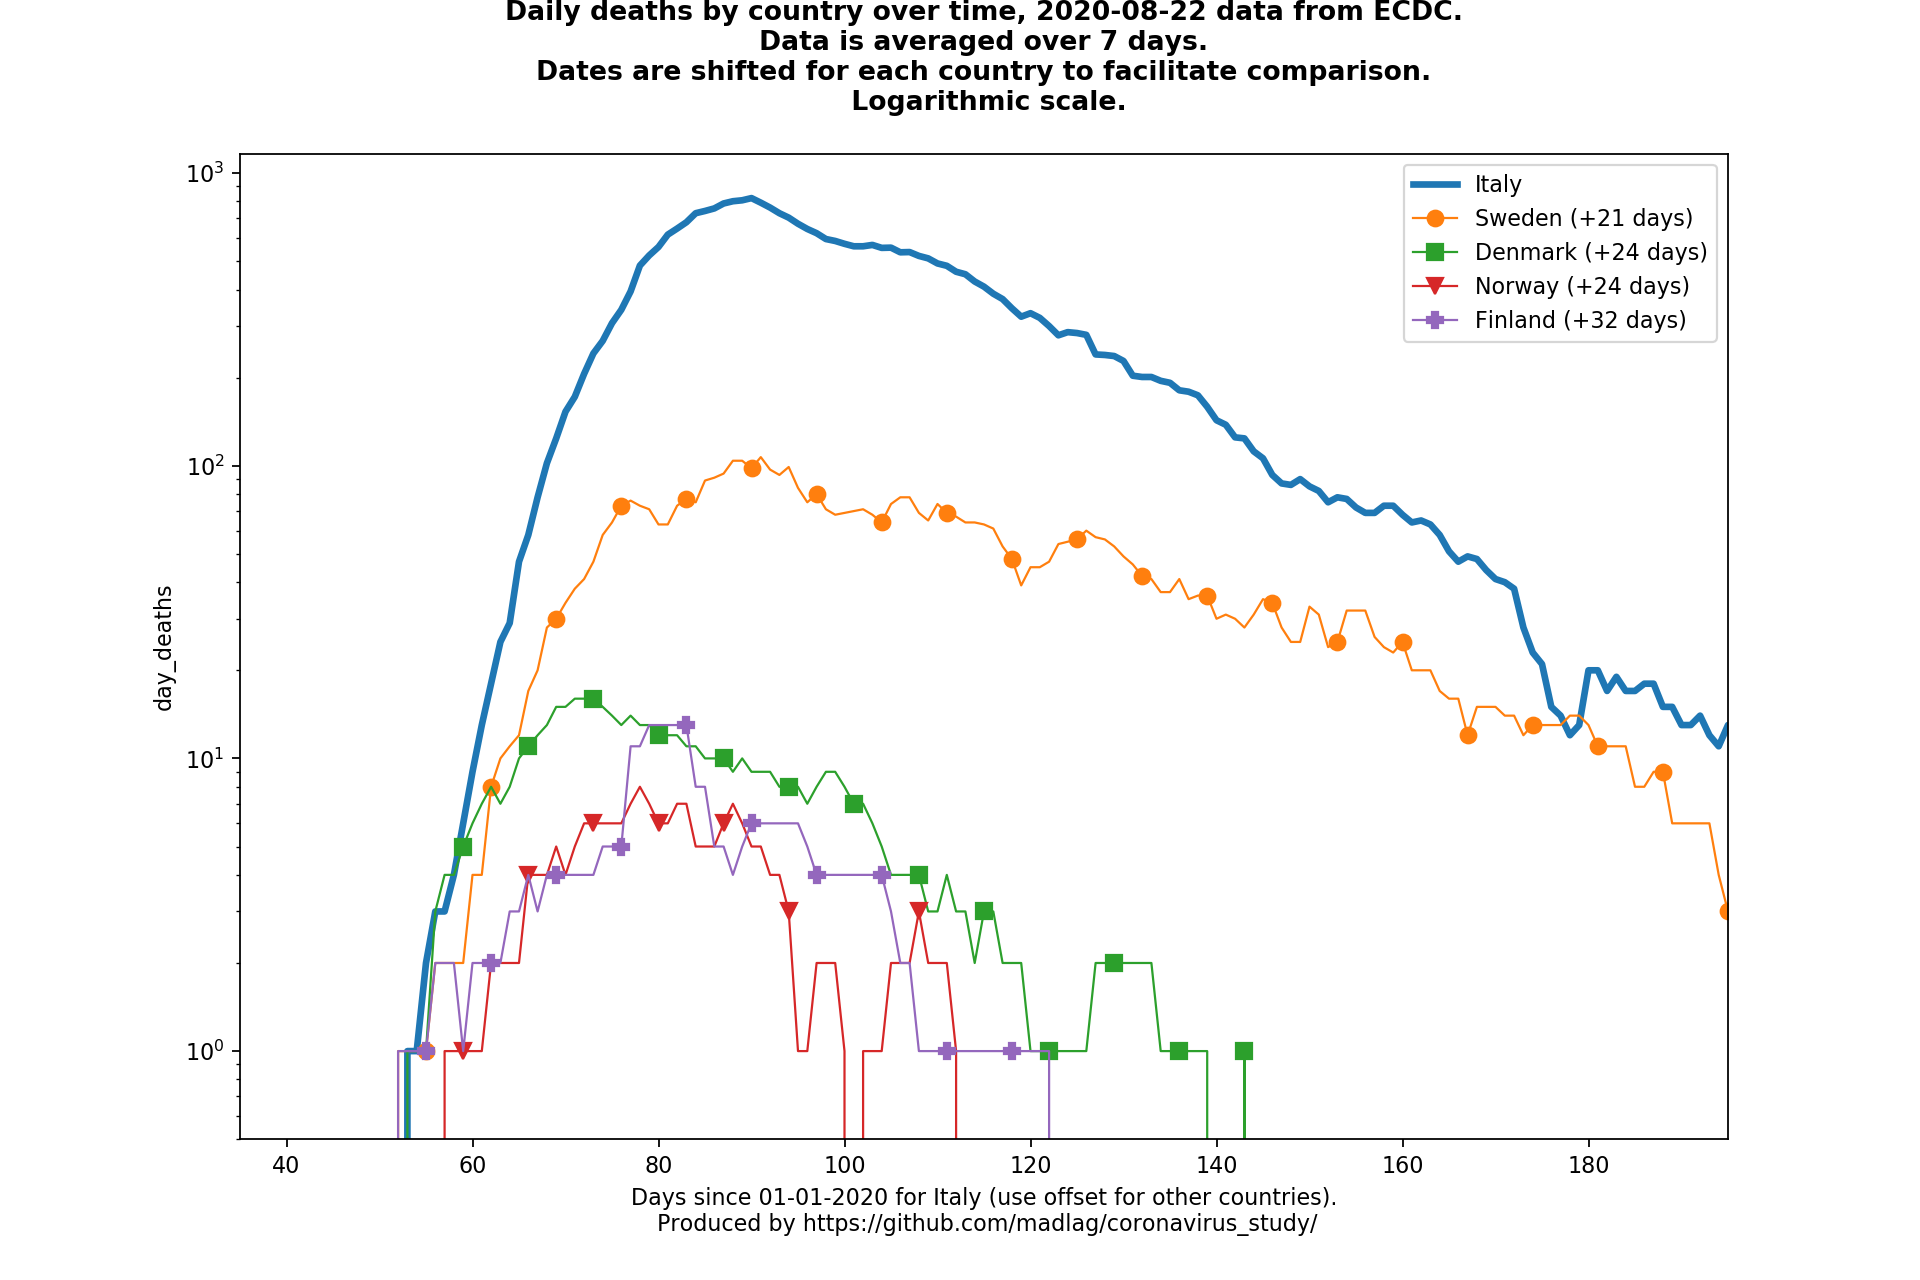 Daily deaths by country over time, 2020-08-22 data from ECDC.
Data is averaged over 7 days.
Dates are shifted for each country to facilitate comparison.
Logarithmic scale.
10³
10²
10¹
10⁰
day_deaths
Italy
Sweden (+21 days)
Denmark (+24 days)
Norway (+24 days)
Finland (+32 days)
40 60 80 100 120 140 160 180
Days since 01-01-2020 for Italy (use offset for other countries).
Produced by https://github.com/madlag/coronavirus_study/